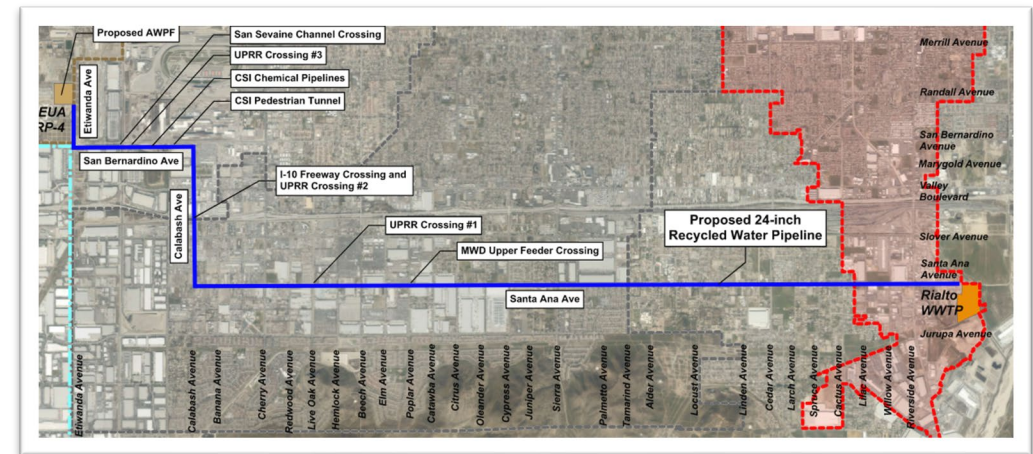 Proposed AWPF
San Sevaine Channel Crossing
UPRR Crossing #3
CSI Chemical Pipelines
CSI Pedestrian Tunnel
Etiwanda Ave
EUA
RP-4
San Bernardino Ave
Calabash Ave
I-10 Freeway Crossing and
UPRR Crossing #2
UPRR Crossing #1
MWD Upper Feeder Crossing
Proposed 24-inch
Recycled Water Pipeline
Santa Ana Ave
Merrill Avenue
Randall Avenue
San Bernardino
Avenue
Marygold Avenue
Valley
Boulevard
Slover Avenue
Santa Ana
Avenue
Rialto
WWTP
Jurupa Avenue
Etiwanda Avenue
Calabash Avenue
Banana Avenue
Cherry Avenue
Redwood Avenue
Live Oak Avenue
Hemlock Avenue
Beech Avenue
Elm Avenue
Poplar Avenue
Catawba Avenue
Citrus Avenue
Oleander Avenue
Cypress Avenue
Juniper Avenue
Sierra Avenue
Palmetto Avenue
Tamarind Avenue
Alder Avenue
Locust Avenue
Linden Avenue
Cedar Avenue
Larch Avenue
Spruce Avenue
Cactus Avenue
Lilac Avenue
Willow Avenue
Riverside Avenue